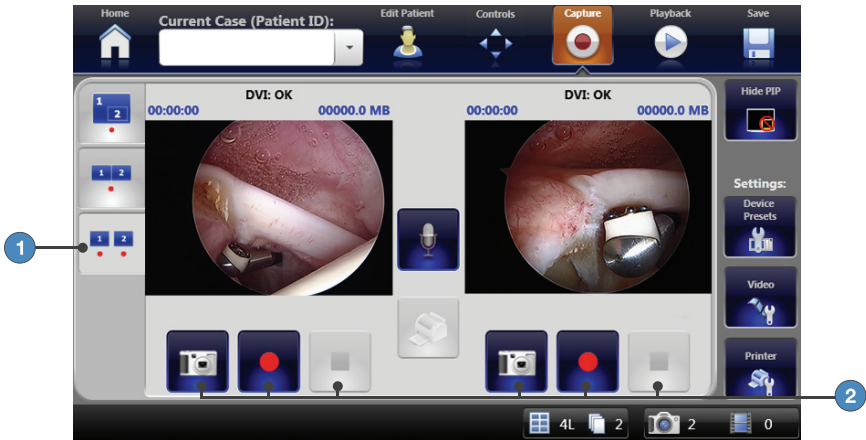 Home
Current Case (Patient ID):
Edit Patient
Controls
Capture
Playback
Save
1
2
DVI: OK
00:00:00
00000.0 MB
DVI: OK
00:00:00
00000.0 MB
Hide PIP
1 2
Settings:
Device
Presets
1
1 2
Video
Printer
2
4L
2
2
0